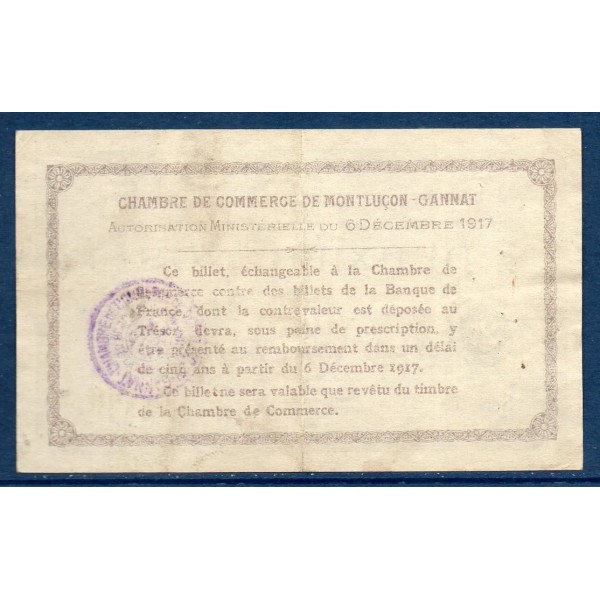 CHAMBRE DE COMMERCE DE MONTLUÇON-GANNAT
AUTORISATION MINISTÉRIELLE DU 6 DÉCEMBRE 1917
Ce billet, échangeable à la Chambre de
Commerce contre des billets de la Banque de
France, dont la contrevaleur est déposée au
Trésor, devra, sous peine de prescription, y
être présenté au remboursement dans un délai
de cinq ans à partir du 6 Décembre 1917.
Ce billet ne sera valable que revêtu du timbre
de la Chambre de Commerce.
CHAMBRE DE